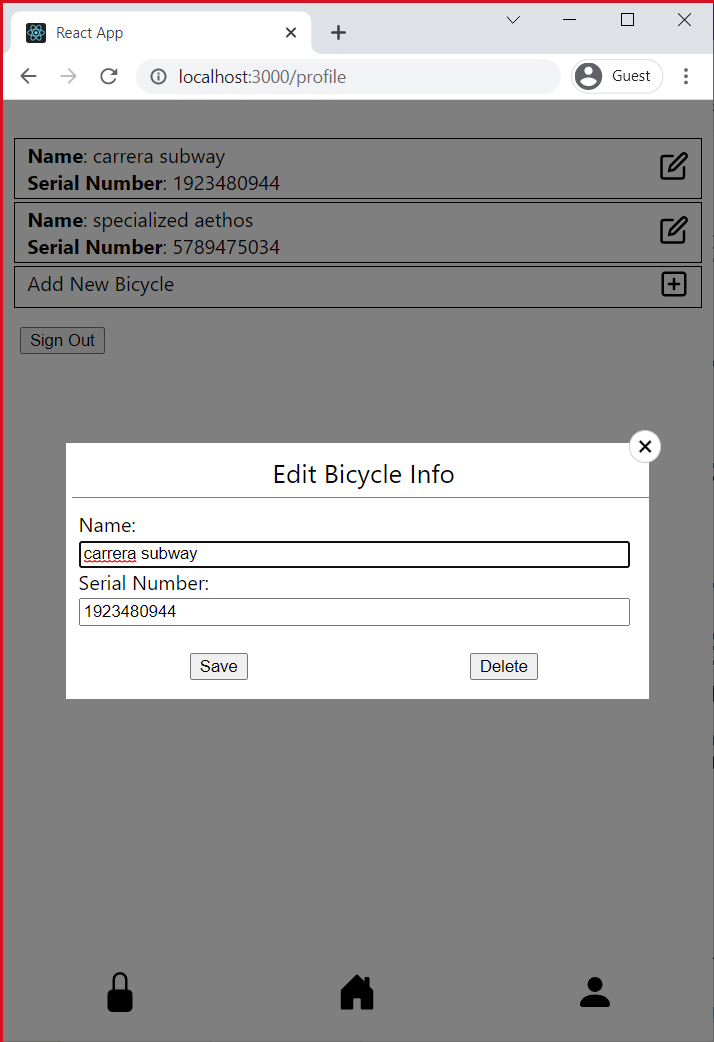 React App
localhost:3000/profile
Guest
Name: carrera subway
Serial Number: 1923480944
Name: specialized aethos
Serial Number: 5789475034
Add New Bicycle
Sign Out
Edit Bicycle Info
Name:
carrera subway
Serial Number:
1923480944
Save Delete